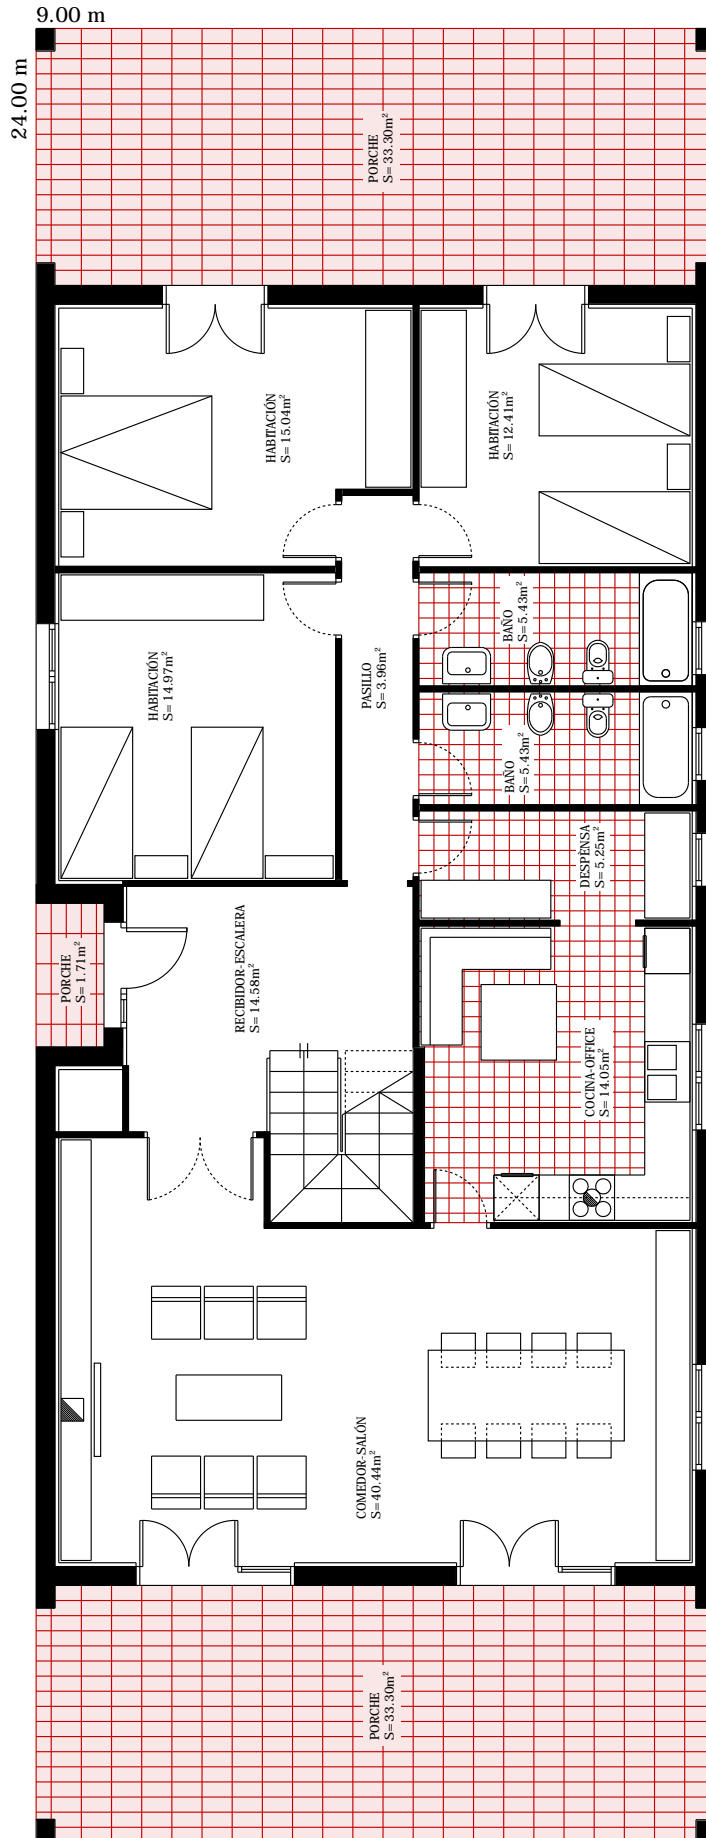 9.00 m
24.00 m
PORCHE
S=33.30m²
HABITACIÓN
S=15.04m²
HABITACIÓN
S=12.41m²
HABITACIÓN
S=14.97m²
PASILLO
S=3.96m²
BAÑO
S=5.43m²
BAÑO
S=5.43m²
DESPENSA
S=5.25m²
PORCHE
S=1.71m²
RECIBIDOR-ESCALERA
S=14.58m²
COCINA-OFFICE
S=14.05m²
COMEDOR-SALÓN
S=40.44m²
PORCHE
S=33.30m²